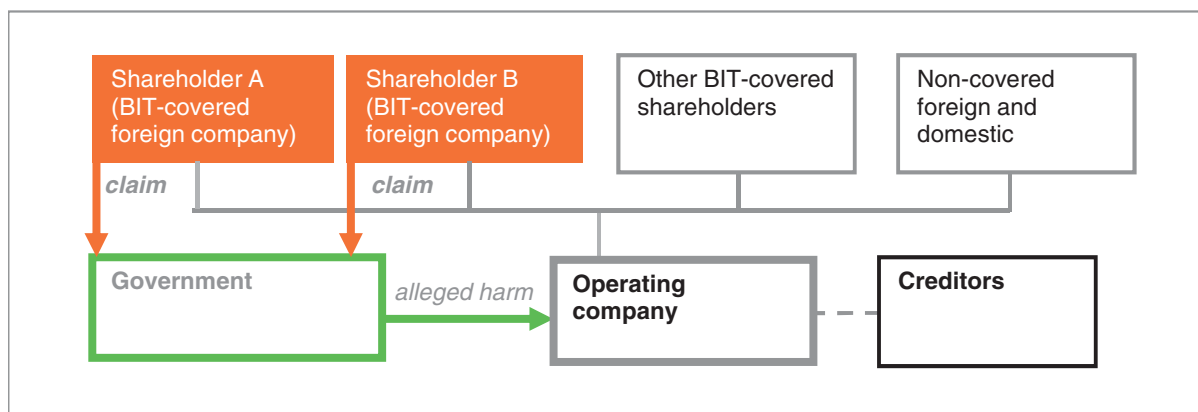 Shareholder A
(BIT-covered
foreign company)
Shareholder B
(BIT-covered
foreign company)
Other BIT-covered
shareholders
Non-covered
foreign and
domestic
claim
claim
Government
alleged harm
Operating
company
Creditors